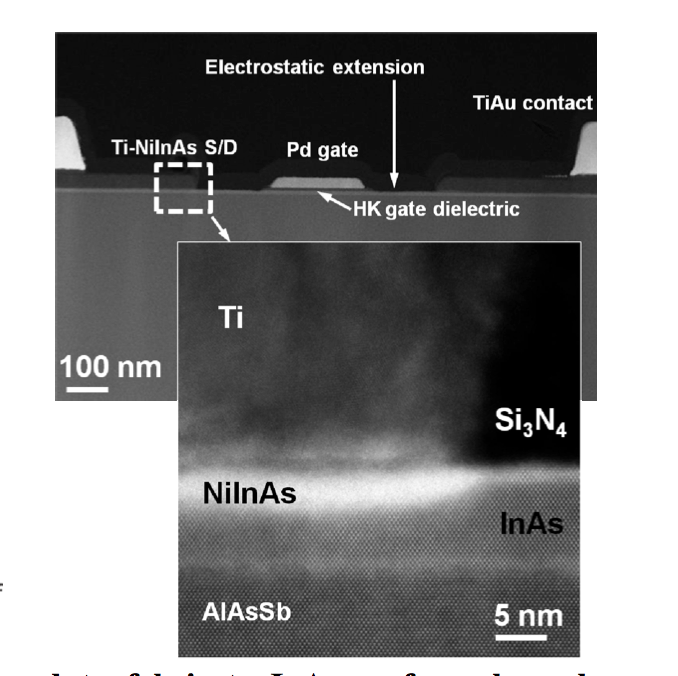 Electrostatic extension
TiAu contact
Ti-NiInAs S/D
Pd gate
HK gate dielectric
100 nm
Ti
Si₃N₄
NiInAs
InAs
AlAsSb
5 nm